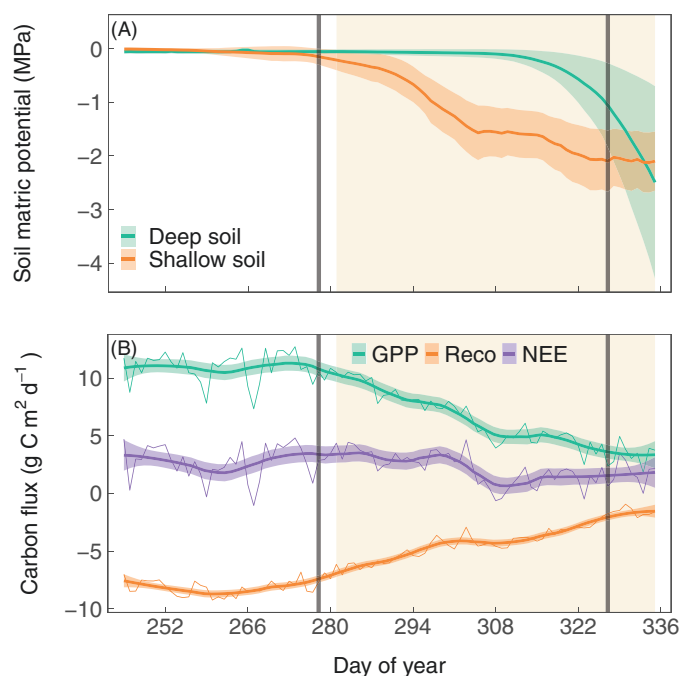 (A)
Soil matric potential (MPa)
0
−1
−2
−3
−4
Deep soil
Shallow soil
(B)
GPP Reco NEE
Carbon flux (g C m² d⁻¹)
10
5
0
−5
−10
252 266 280 294 308 322 336
Day of year